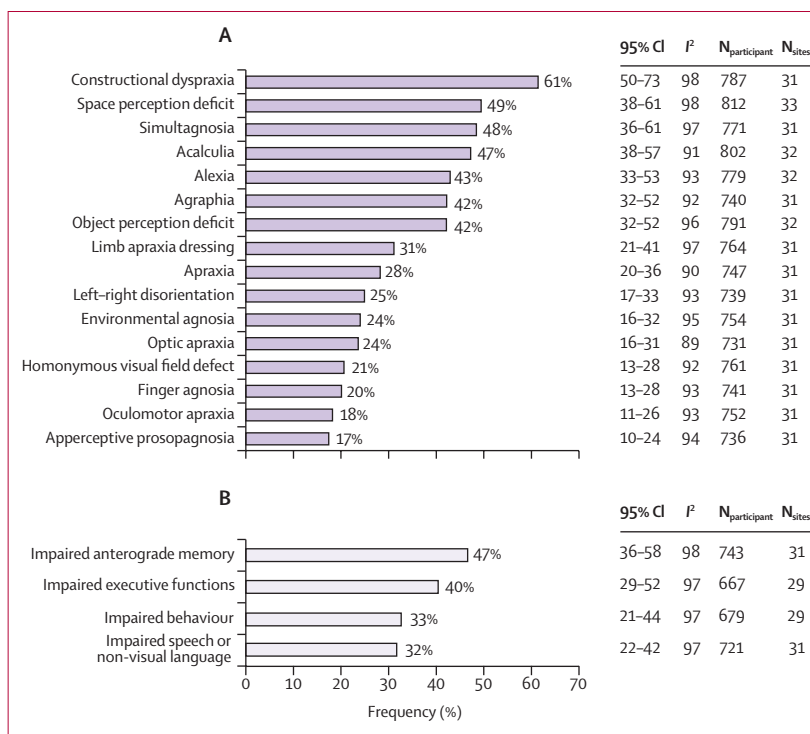 A
95% CI I² Nparticipant Nsites
Constructional dyspraxia 61% 50–73 98 787 31
Space perception deficit 49% 38–61 98 812 33
Simultagnosia 48% 36–61 97 771 31
Acalculia 47% 38–57 91 802 32
Alexia 43% 33–53 93 779 32
Agraphia 42% 32–52 92 740 31
Object perception deficit 42% 32–52 96 791 32
Limb apraxia dressing 31% 21–41 97 764 31
Apraxia 28% 20–36 90 747 31
Left–right disorientation 25% 17–33 93 739 31
Environmental agnosia 24% 16–32 95 754 31
Optic apraxia 24% 16–31 89 731 31
Homonymous visual field defect 21% 13–28 92 761 31
Finger agnosia 20% 13–28 93 741 31
Oculomotor apraxia 18% 11–26 93 752 31
Apperceptive prosopagnosia 17% 10–24 94 736 31
B
95% CI I² Nparticipant Nsites
Impaired anterograde memory 47% 36–58 98 743 31
Impaired executive functions 40% 29–52 97 667 29
Impaired behaviour 33% 21–44 97 679 29
Impaired speech or
non-visual language 32% 22–42 97 721 31
0 10 20 30 40 50 60 70
Frequency (%)